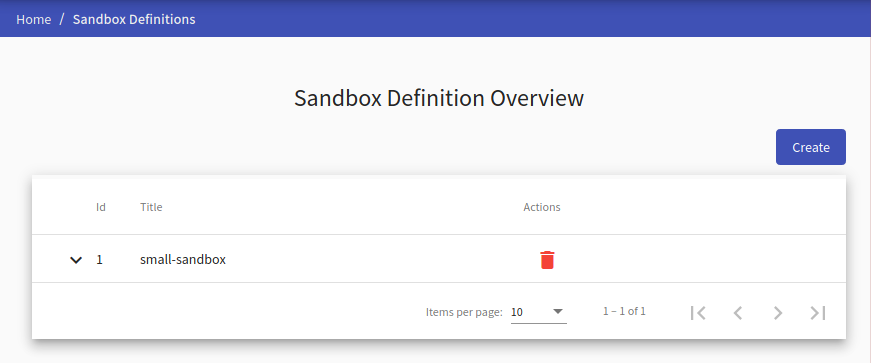 Home / Sandbox Definitions
Sandbox Definition Overview
Create
Id Title Actions
1 small-sandbox
Items per page: 10 1 – 1 of 1